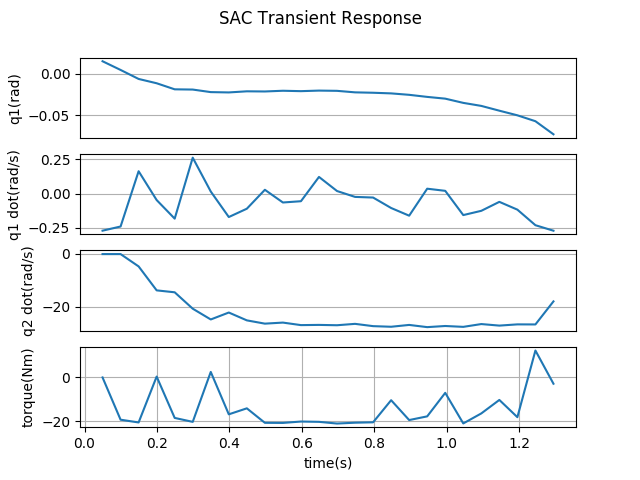 SAC Transient Response
q1(rad)
0.00
−0.05
q1 dot(rad/s)
0.25
0.00
−0.25
q2 dot(rad/s)
0
−20
torque(Nm)
0
−20
0.0 0.2 0.4 0.6 0.8 1.0 1.2
time(s)